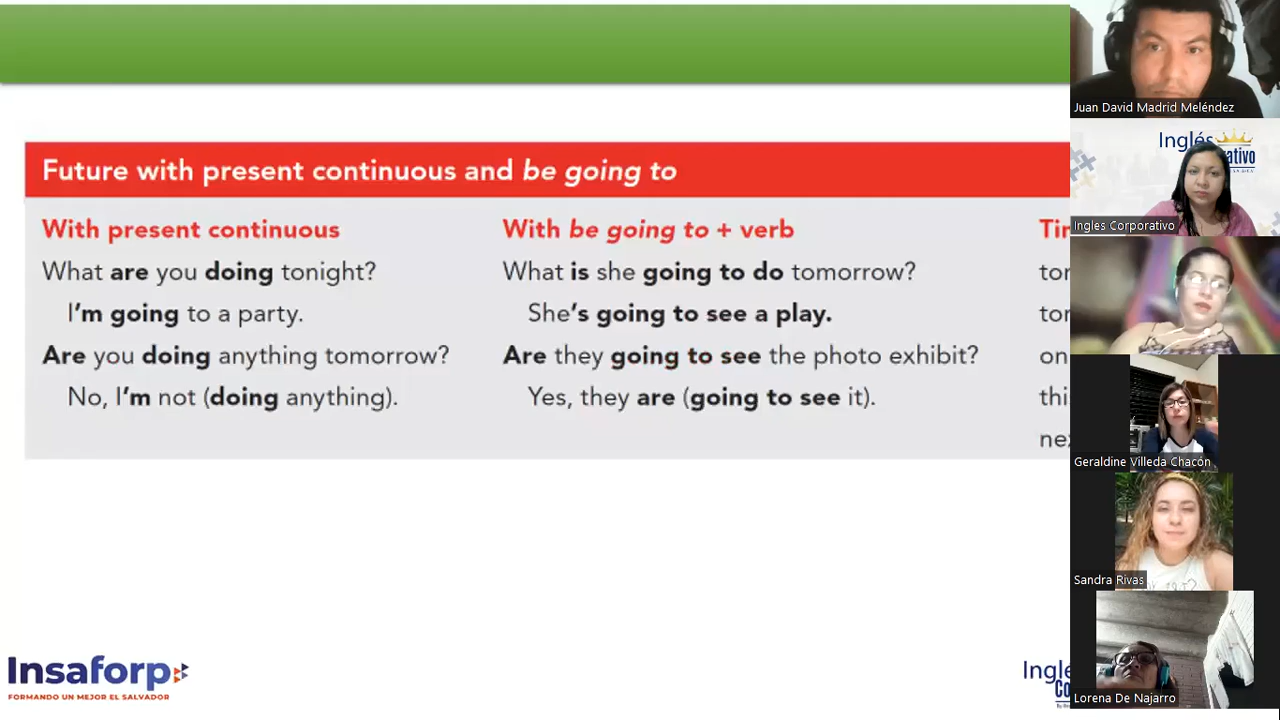 Future with present continuous and be going to
With present continuous
What are you doing tonight?
I'm going to a party.
Are you doing anything tomorrow?
No, I'm not (doing anything).
With be going to + verb
What is she going to do tomorrow?
She's going to see a play.
Are they going to see the photo exhibit?
Yes, they are (going to see it).
Insaforp
FORMANDO UN MEJOR EL SALVADOR
Juan David Madrid Meléndez
Inglés
Ingles Corporativo
Geraldine Villeda Chacón
Sandra Rivas
Lorena De Najarro